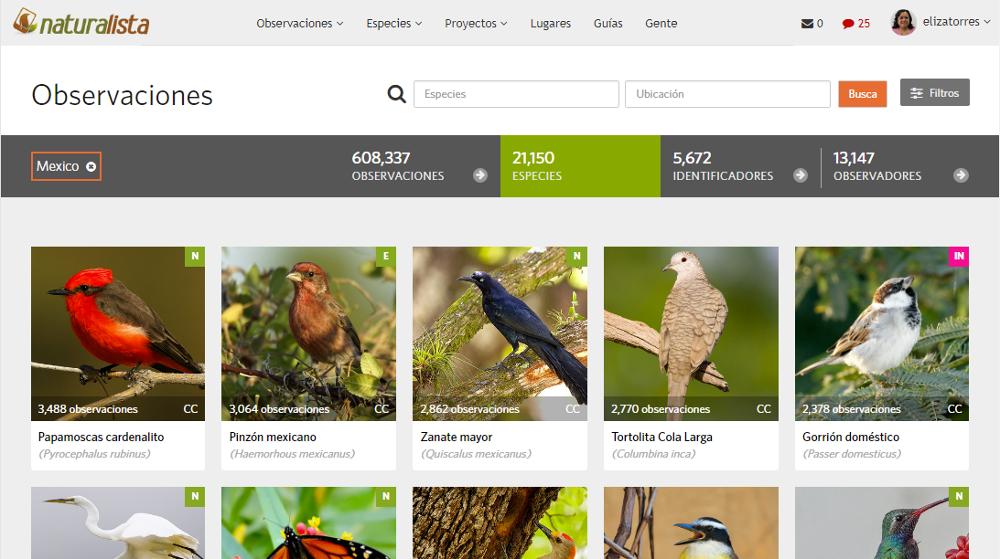 naturalista
Observaciones Especies Proyectos Lugares Guías Gente 0 25 elizatorres
Observaciones Especies Ubicación Busca Filtros
Mexico
608,337
OBSERVACIONES
21,150
ESPECIES
5,672
IDENTIFICADORES
13,147
OBSERVADORES
N E N IN
3,488 observaciones CC
3,064 observaciones CC
2,862 observaciones CC
2,770 observaciones CC
2,378 observaciones CC
Papamoscas cardenalito
(Pyrocephalus rubinus)
Pinzón mexicano
(Haemorhous mexicanus)
Zanate mayor
(Quiscalus mexicanus)
Tortolita Cola Larga
(Columbina inca)
Gorrión doméstico
(Passer domesticus)
N N N